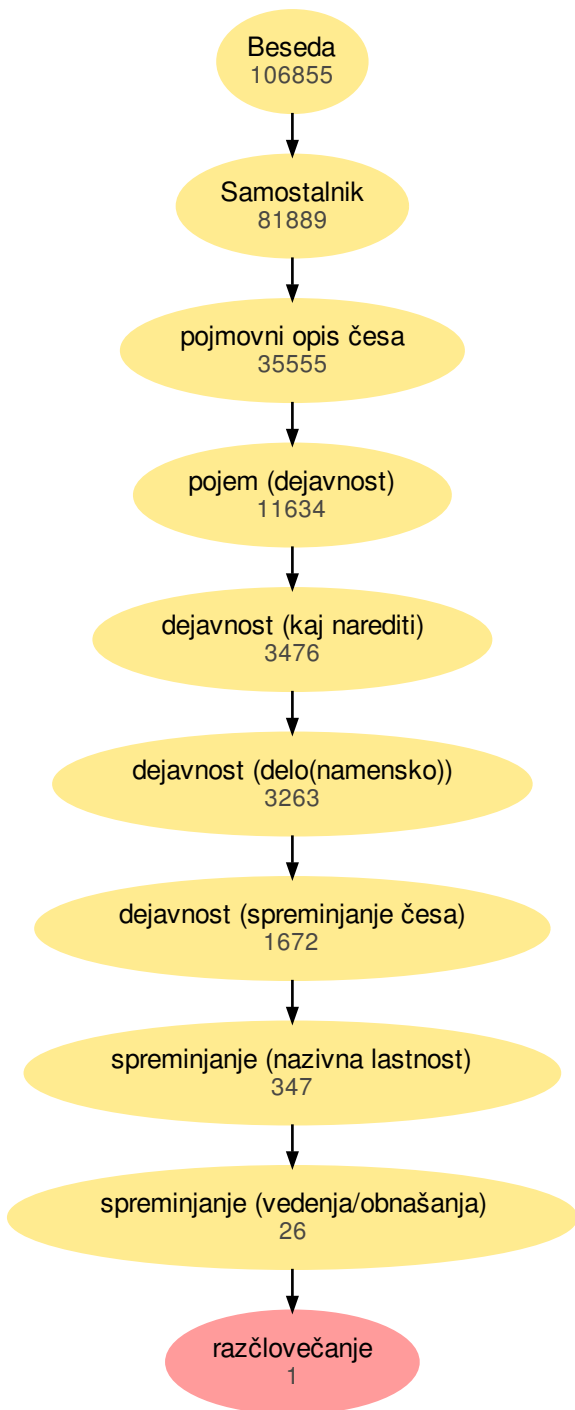 Beseda
106855
Samostalnik
81889
pojmovni opis česa
35555
pojem (dejavnost)
11634
dejavnost (kaj narediti)
3476
dejavnost (delo(namensko))
3263
dejavnost (spreminjanje česa)
1672
spreminjanje (nazivna lastnost)
347
spreminjanje (vedenja/obnašanja)
26
razčlovečanje
1